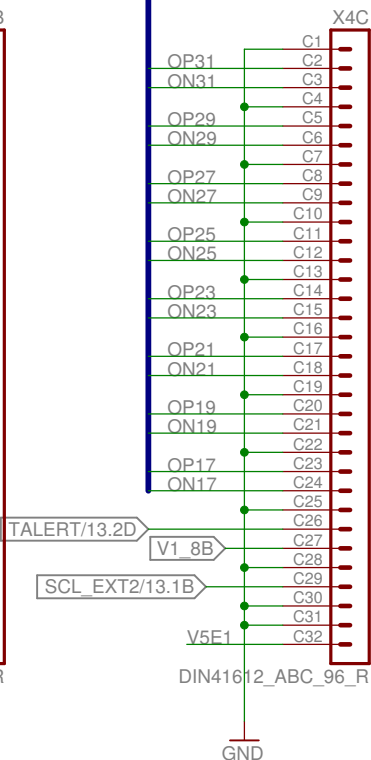 B
X4C
C1
OP31 C2
ON31 C3
C4
OP29 C5
ON29 C6
C7
OP27 C8
ON27 C9
C10
OP25 C11
ON25 C12
C13
OP23 C14
ON23 C15
C16
OP21 C17
ON21 C18
C19
OP19 C20
ON19 C21
C22
OP17 C23
ON17 C24
C25
TALERT/13.2D C26
V1_8B C27
C28
SCL_EXT2/13.1B C29
C30
C31
V5E1 C32
R DIN41612_ABC_96_R
GND